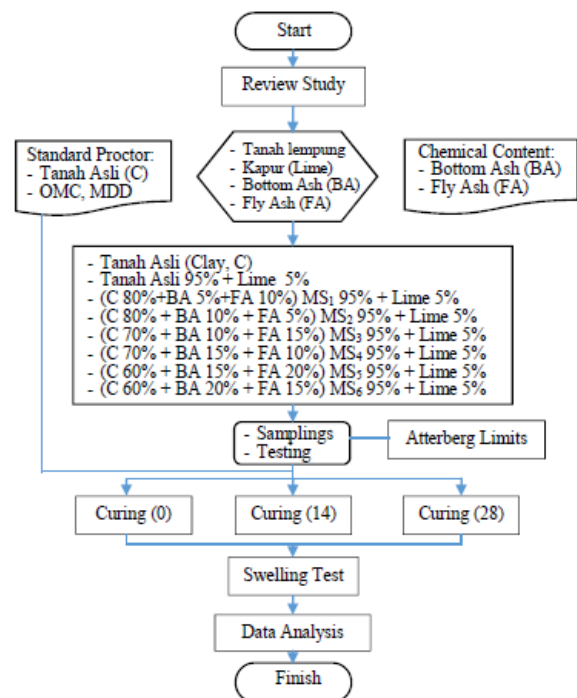 Start
Review Study
Standard Proctor:
- Tanah Asli (C)
- OMC, MDD
- Tanah lempung
- Kapur (Lime)
- Bottom Ash (BA)
- Fly Ash (FA)
Chemical Content:
- Bottom Ash (BA)
- Fly Ash (FA)
- Tanah Asli (Clay, C)
- Tanah Asli 95% + Lime 5%
- (C 80%+BA 5%+FA 10%) MS₁ 95% + Lime 5%
- (C 80% + BA 10% + FA 5%) MS₂ 95% + Lime 5%
- (C 70% + BA 10% + FA 15%) MS₃ 95% + Lime 5%
- (C 70% + BA 15% + FA 10%) MS₄ 95% + Lime 5%
- (C 60% + BA 15% + FA 20%) MS₅ 95% + Lime 5%
- (C 60% + BA 20% + FA 15%) MS₆ 95% + Lime 5%
- Samplings
- Testing
Atterberg Limits
Curing (0)
Curing (14)
Curing (28)
Swelling Test
Data Analysis
Finish